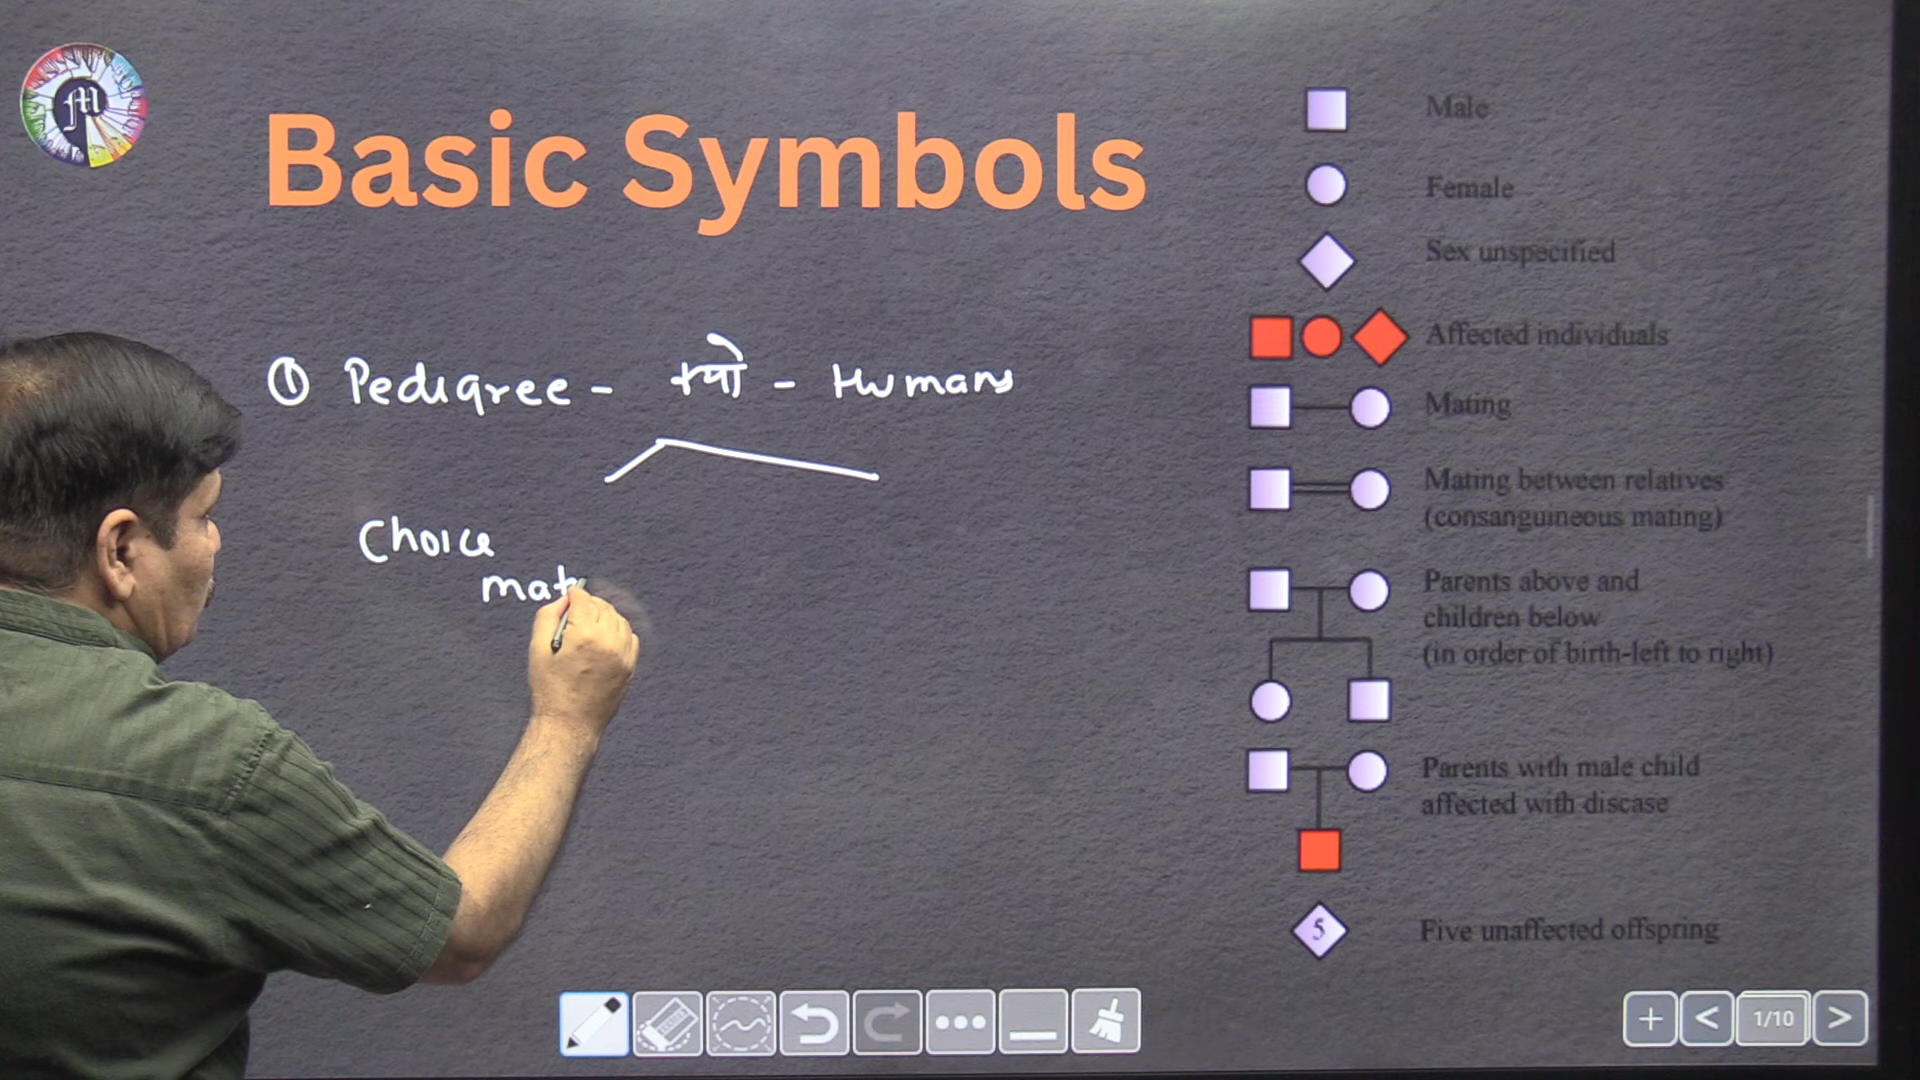 Basic Symbols
① Pedigree - क्यों - Humans
Choice
mat
Male
Female
Sex unspecified
Affected individuals
Mating
Mating between relatives
(consanguineous mating)
Parents above and
children below
(in order of birth-left to right)
Parents with male child
affected with disease
5
Five unaffected offspring
1/10